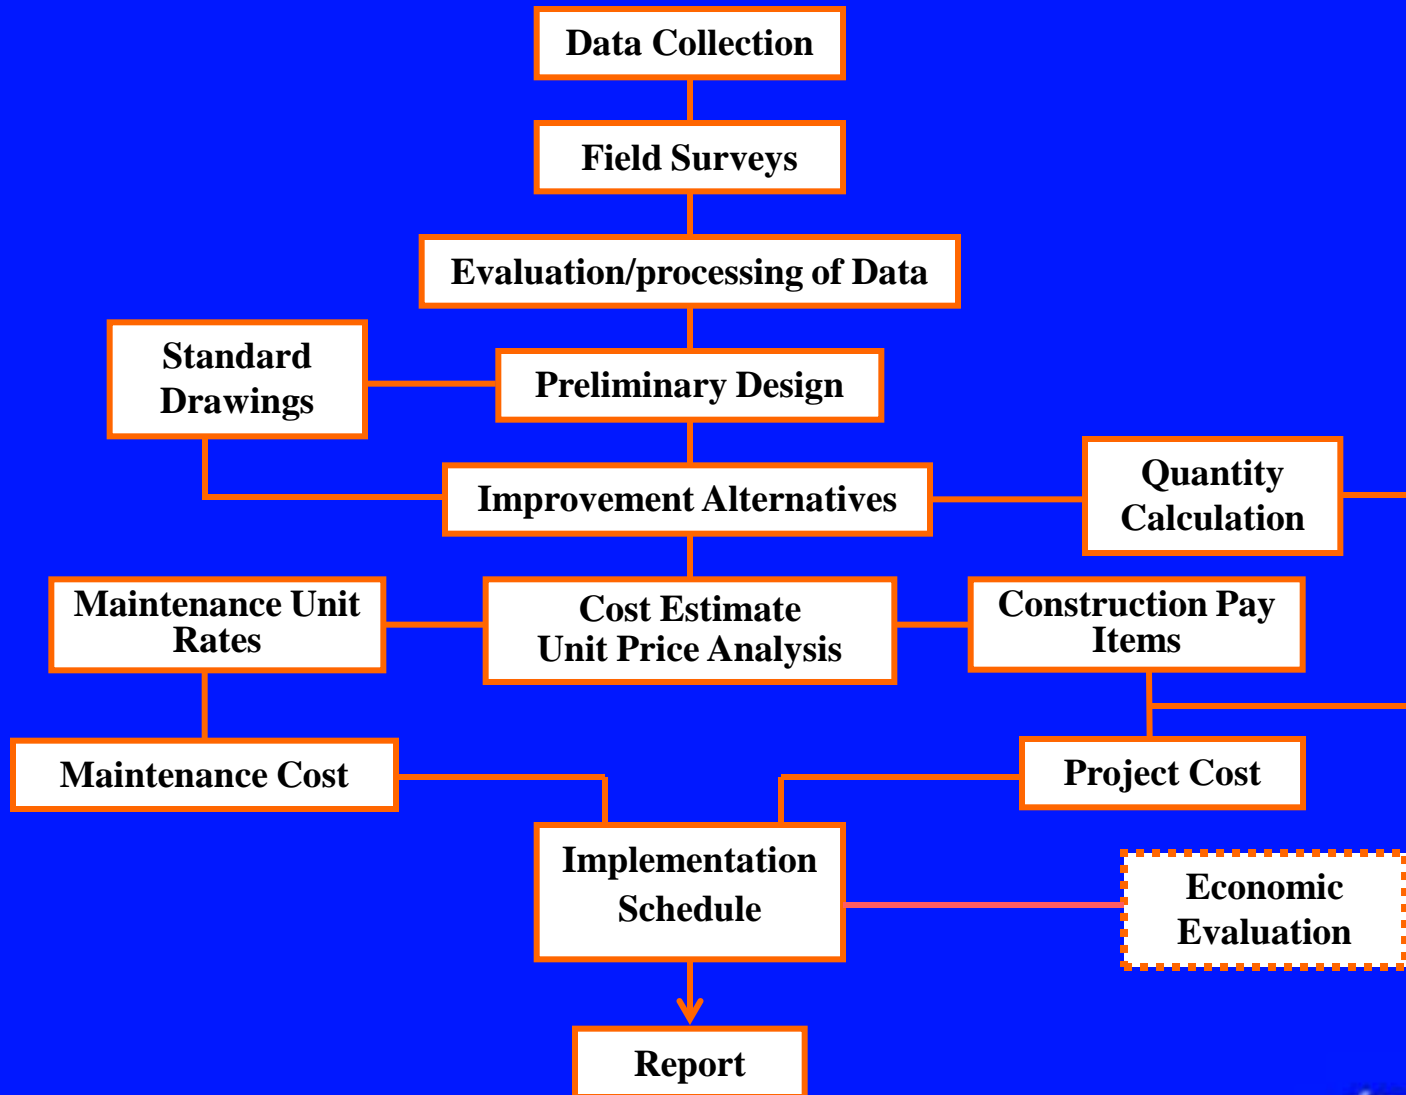 Data Collection
Field Surveys
Evaluation/processing of Data
Standard
Drawings
Preliminary Design
Improvement Alternatives
Quantity
Calculation
Maintenance Unit
Rates
Cost Estimate
Unit Price Analysis
Construction Pay
Items
Maintenance Cost
Project Cost
Implementation
Schedule
Economic
Evaluation
Report